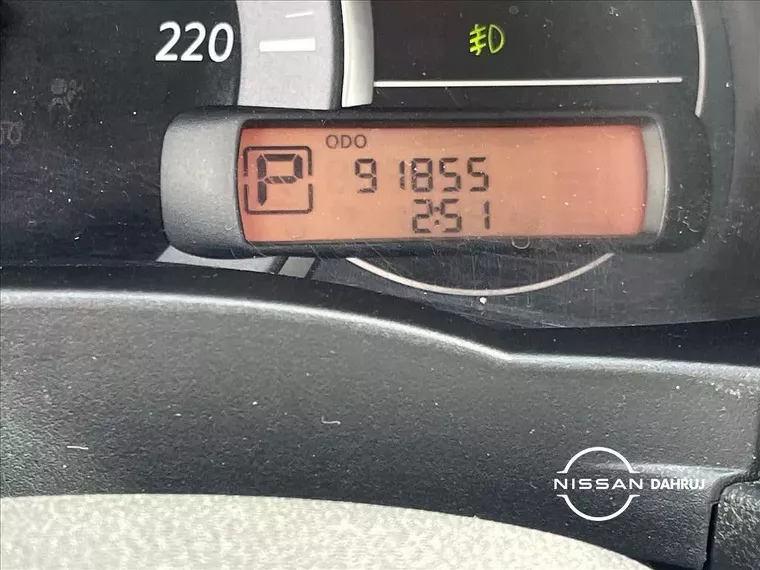 220
ODO
P 91855
2:51
NISSAN DAHRUJ